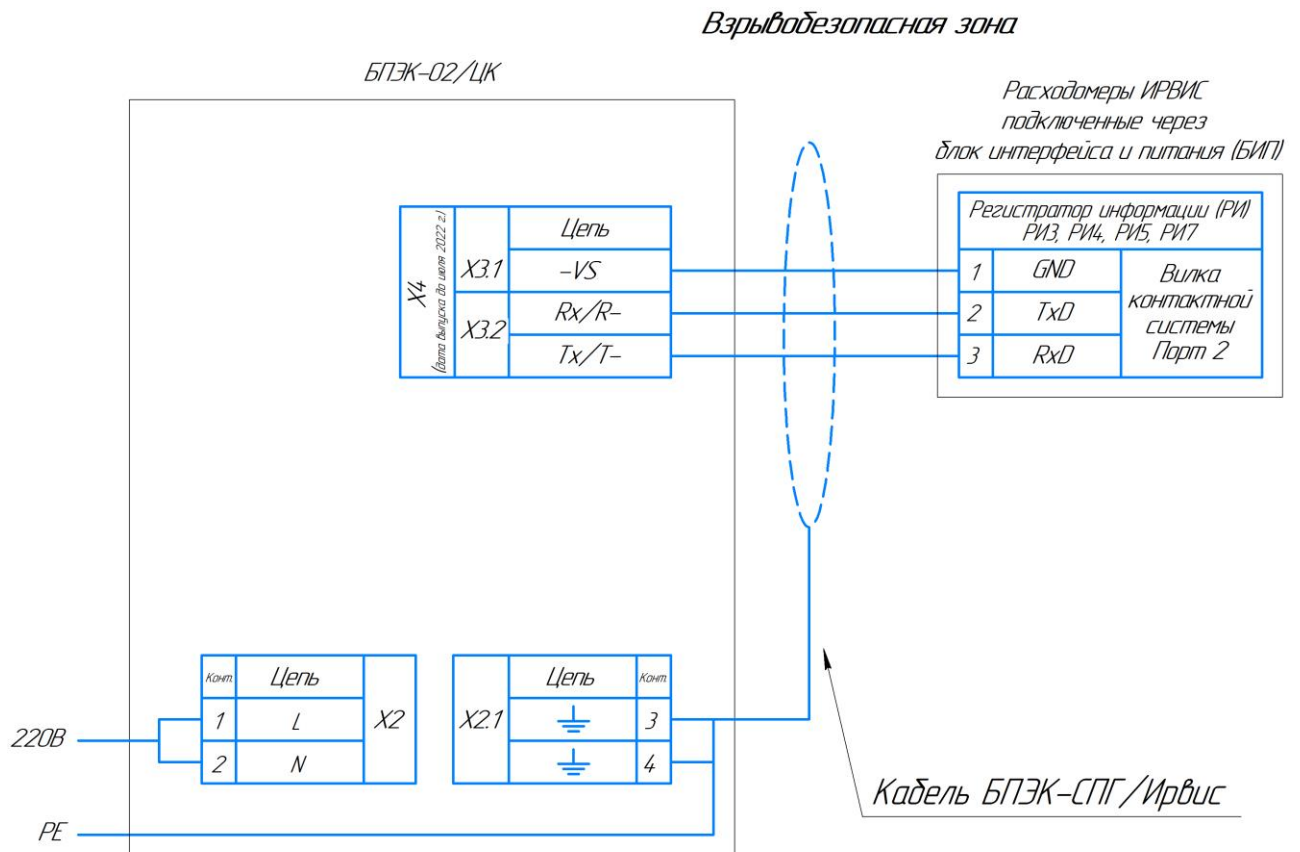 Взрывобезопасная зона
БПЭК-02/ЦК
Расходомеры ИРВИС
подключенные через
блок интерфейса и питания (БИП)
X4
(дата выпуска до июля 2022 г.)
X3.1
X3.2
Цепь
-VS
Rx/R-
Tx/T-
Регистратор информации (РИ)
РИ3, РИ4, РИ5, РИ7
1 GND
2 TxD
3 RxD
Вилка
контактной
системы
Порт 2
Конт. Цепь
1 L
2 N
X2
X2.1
Цепь Конт.
3
4
220В
PE
Кабель БПЭК-СПГ/Ирвис